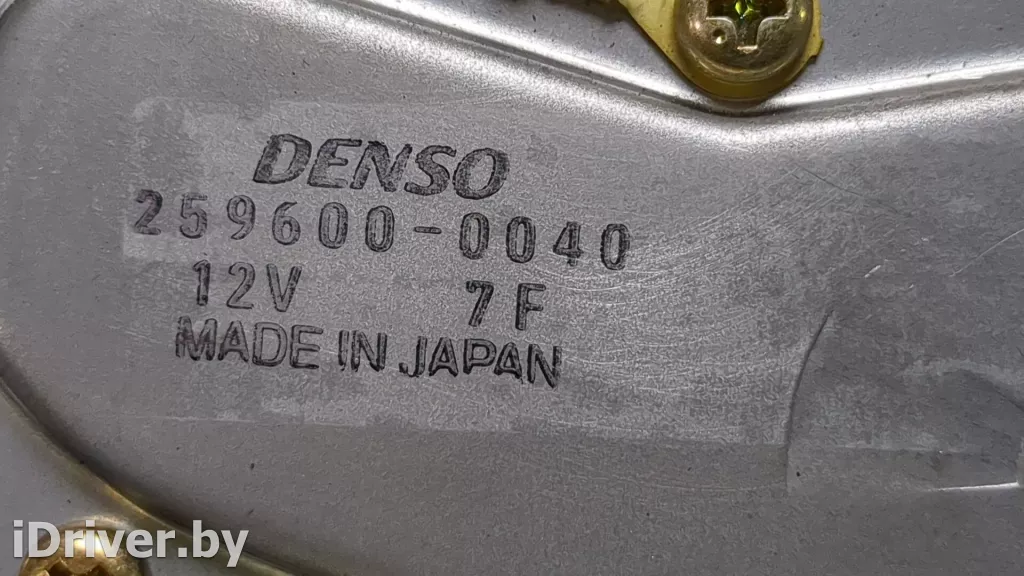 DENSO
259600-0040
12V 7F
MADE IN JAPAN
iDriver.by